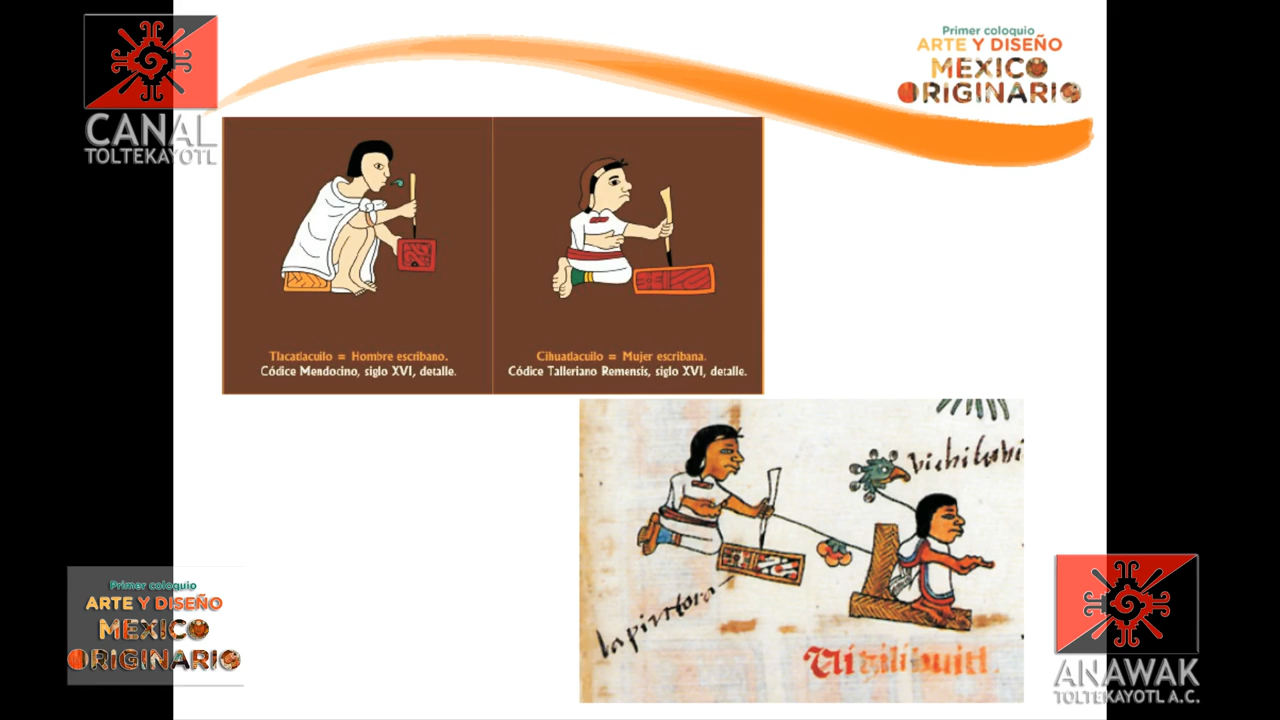 CANAL
TOLTEKAYOTL
Primer coloquio
ARTE Y DISEÑO
MEXICO
ORIGINARIO
Tlacatlacuilo = Hombre escribano.
Códice Mendocino, siglo XVI, detalle.
Cihuatlacuilo = Mujer escribana.
Códice Talleriano Remensis, siglo XVI, detalle.
la pintora
Primer coloquio
ARTE Y DISEÑO
MEXICO
ORIGINARIO
ANAWAK
TOLTEKAYOTL A.C.